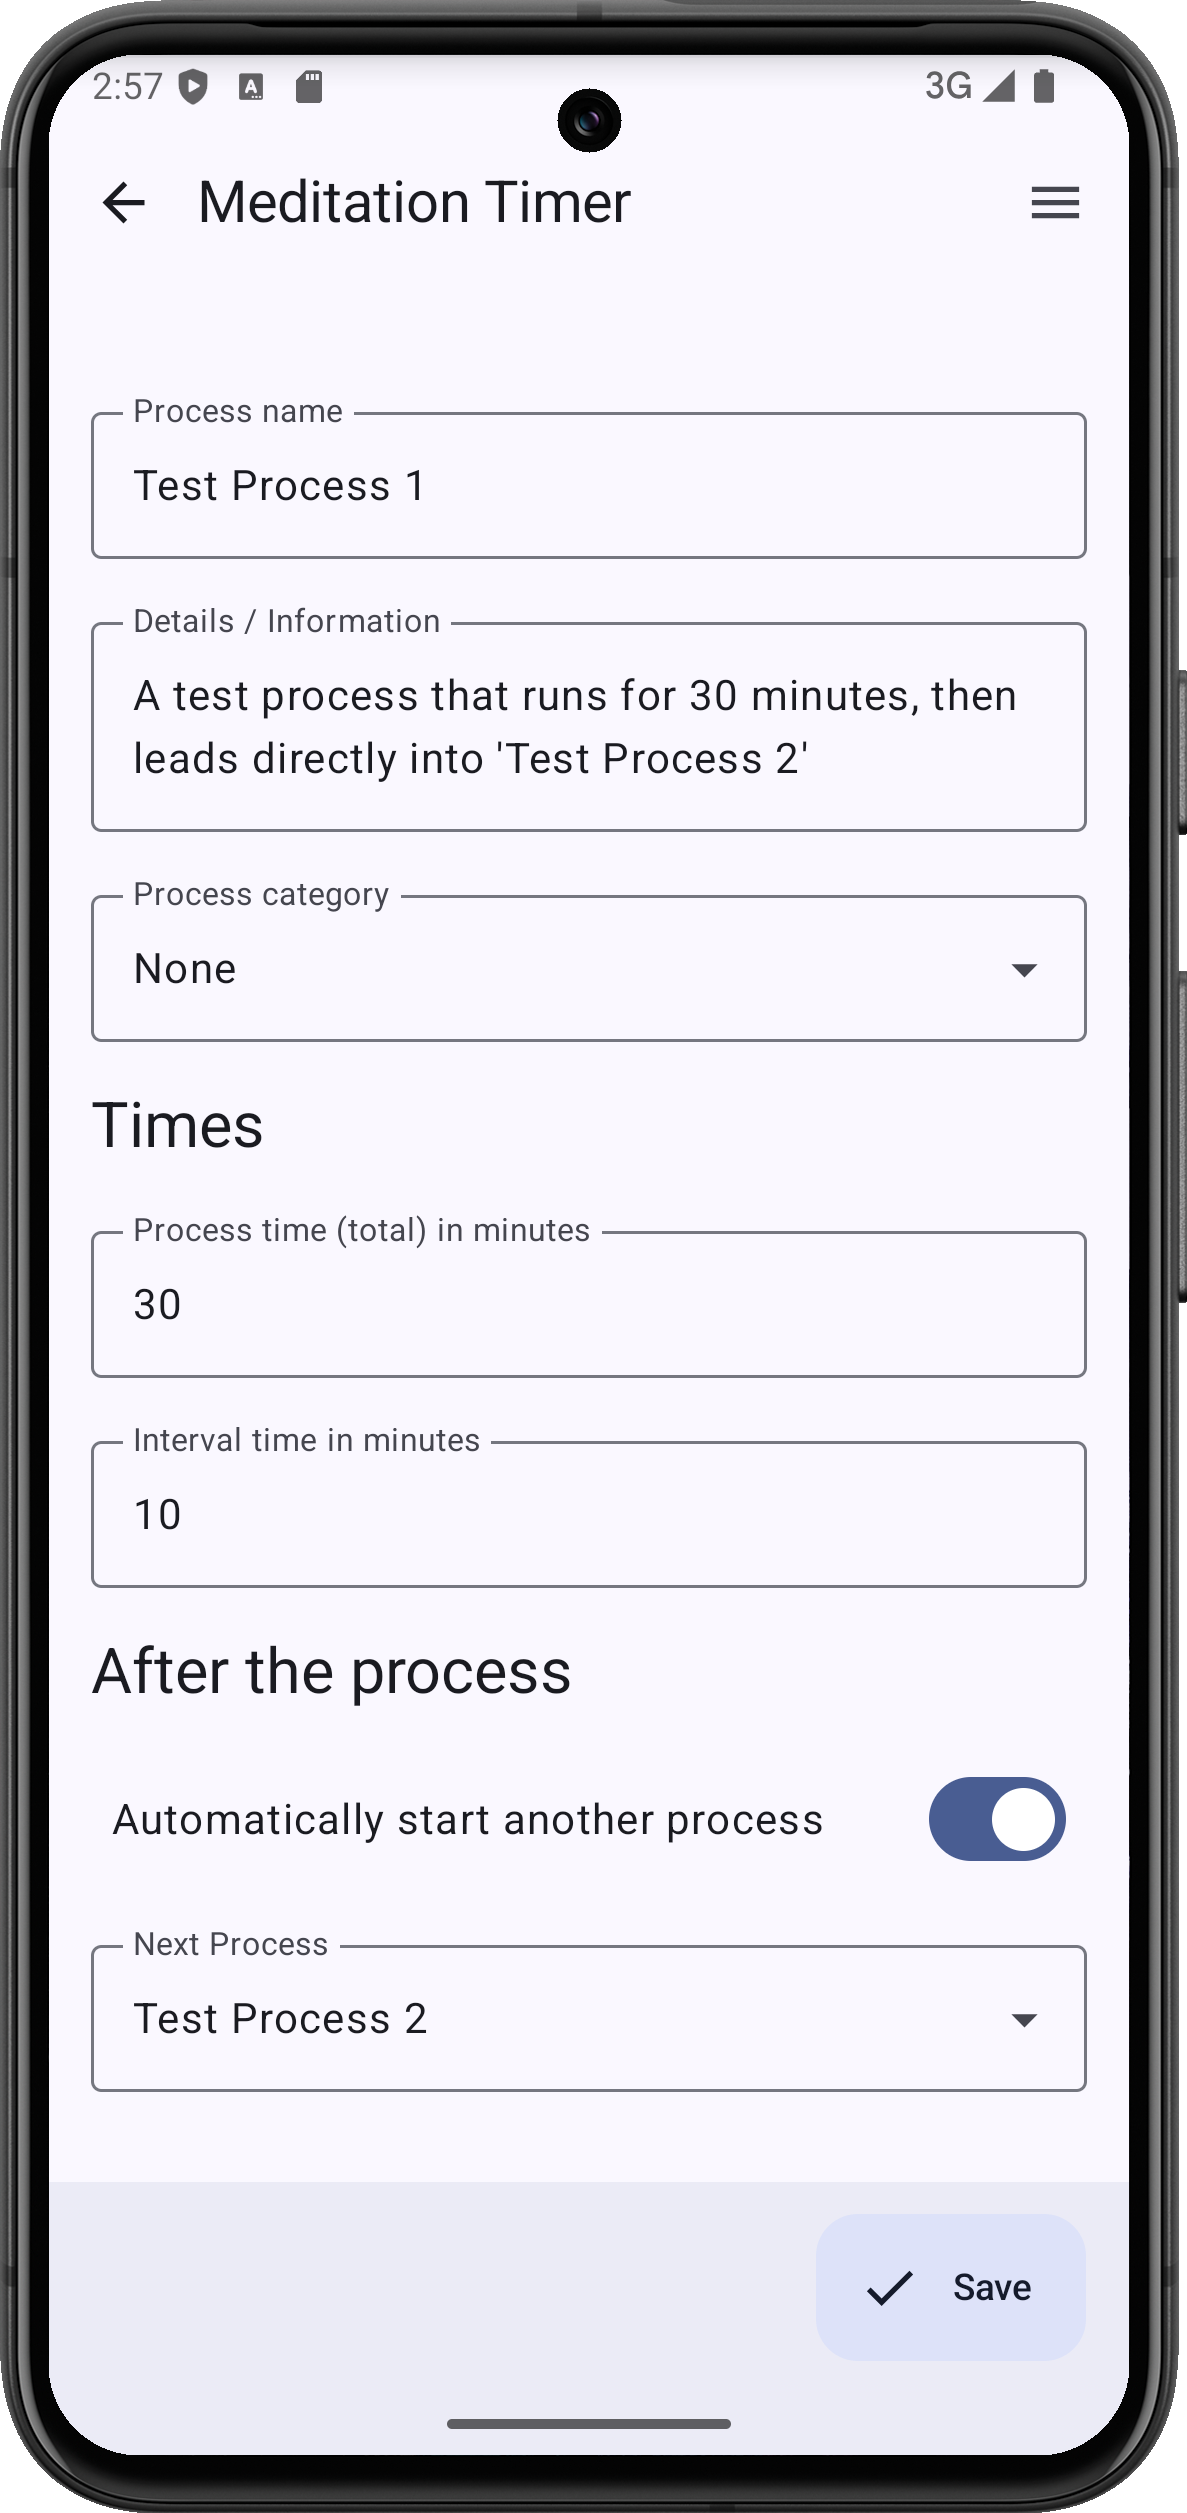 2:57
3G
Meditation Timer
Process name
Test Process 1
Details / Information
A test process that runs for 30 minutes, then
leads directly into 'Test Process 2'
Process category
None
Times
Process time (total) in minutes
30
Interval time in minutes
10
After the process
Automatically start another process
Next Process
Test Process 2
Save